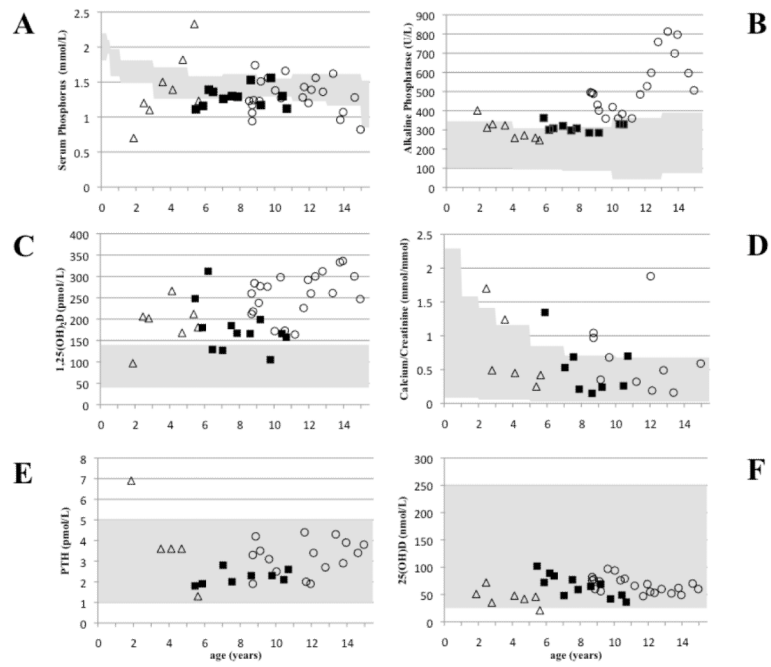 A
B
Serum Phosphorus (mmol/L)
2.5
2
1.5
1
0.5
0
0 2 4 6 8 10 12 14
Alkaline Phosphatase (U/L)
900
800
700
600
500
400
300
200
100
0
0 2 4 6 8 10 12 14
C
D
1,25(OH)2D (pmol/L)
400
350
300
250
200
150
100
50
0
0 2 4 6 8 10 12 14
Calcium/Creatinine (mmol/mmol)
2.5
2
1.5
1
0.5
0
0 2 4 6 8 10 12 14
E
F
PTH (pmol/L)
8
7
6
5
4
3
2
1
0
0 2 4 6 8 10 12 14
age (years)
25(OH)D (nmol/L)
300
250
200
150
100
50
0
0 2 4 6 8 10 12 14
age (years)